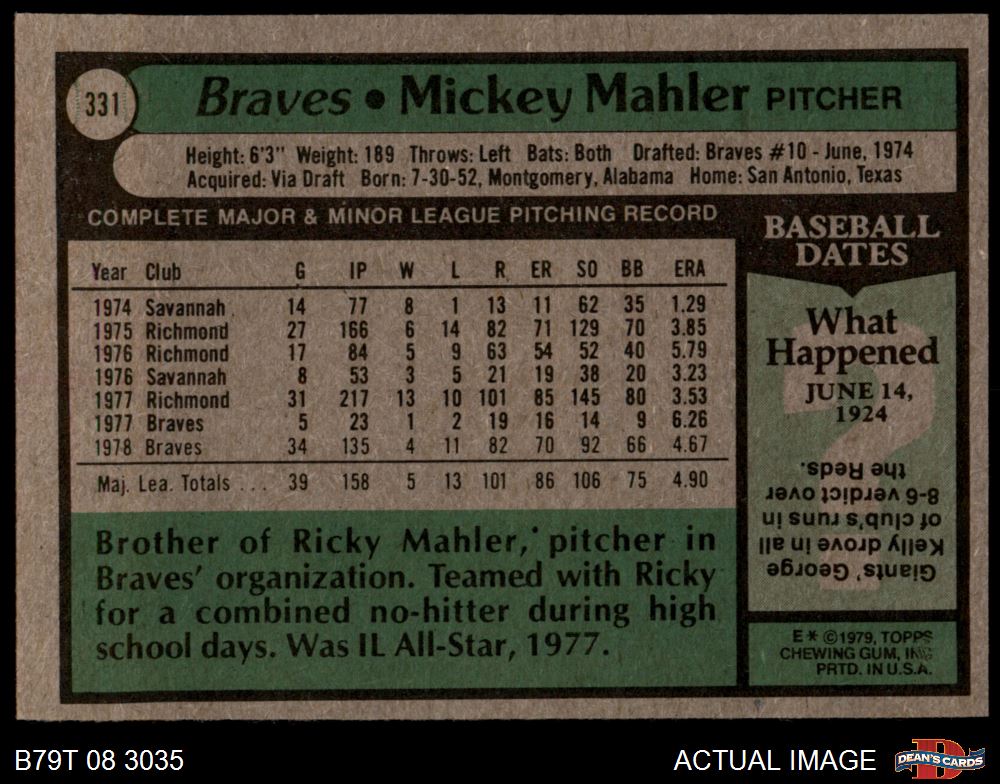 331
Braves • Mickey Mahler PITCHER
Height: 6'3" Weight: 189 Throws: Left Bats: Both Drafted: Braves #10 - June, 1974
Acquired: Via Draft Born: 7-30-52, Montgomery, Alabama Home: San Antonio, Texas
COMPLETE MAJOR & MINOR LEAGUE PITCHING RECORD
Year Club G IP W L R ER SO BB ERA
1974 Savannah 14 77 8 1 13 11 62 35 1.29
1975 Richmond 27 166 6 14 82 71 129 70 3.85
1976 Richmond 17 84 5 9 63 54 52 40 5.79
1976 Savannah 8 53 3 5 21 19 38 20 3.23
1977 Richmond 31 217 13 10 101 85 145 80 3.53
1977 Braves 5 23 1 2 19 16 14 9 6.26
1978 Braves 34 135 4 11 82 70 92 66 4.67
Maj. Lea. Totals ... 39 158 5 13 101 86 106 75 4.90
Brother of Ricky Mahler, pitcher in
Braves' organization. Teamed with Ricky
for a combined no-hitter during high
school days. Was IL All-Star, 1977.
BASEBALL
DATES
What
Happened
JUNE 14,
1924
Giants' George
Kelly drove in all
of club's runs in
8-6 verdict over
the Reds.
E* ©1979, TOPPS
CHEWING GUM, INC.
PRTD. IN U.S.A.
B79T 08 3035
ACTUAL IMAGE
DEAN'S CARDS